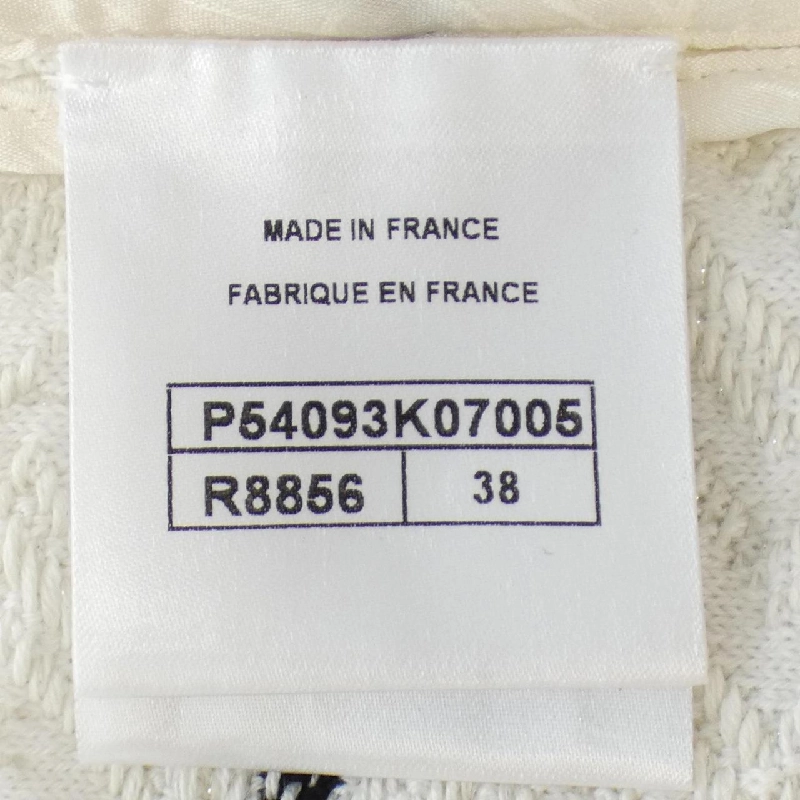 MADE IN FRANCE
FABRIQUE EN FRANCE
P54093K07005
R8856 38